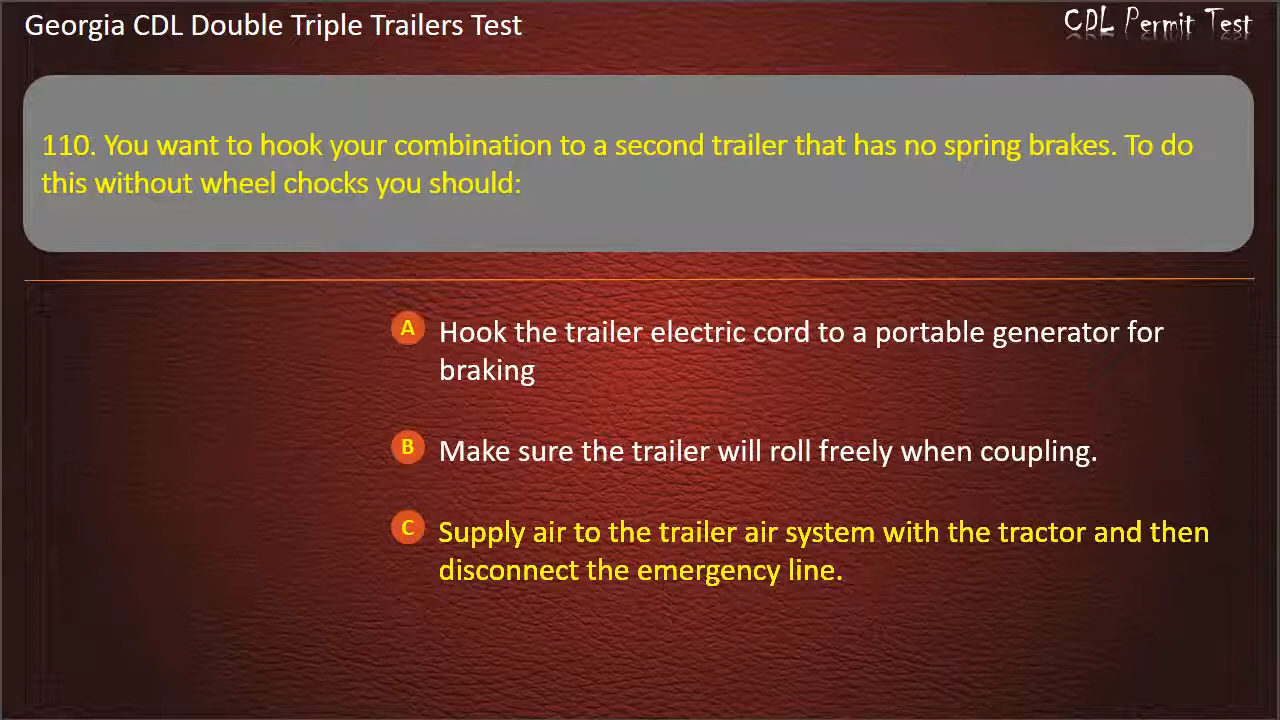 Georgia CDL Double Triple Trailers Test
CDL Permit Test
110. You want to hook your combination to a second trailer that has no spring brakes. To do
this without wheel chocks you should:
A Hook the trailer electric cord to a portable generator for
braking
B Make sure the trailer will roll freely when coupling.
C Supply air to the trailer air system with the tractor and then
disconnect the emergency line.